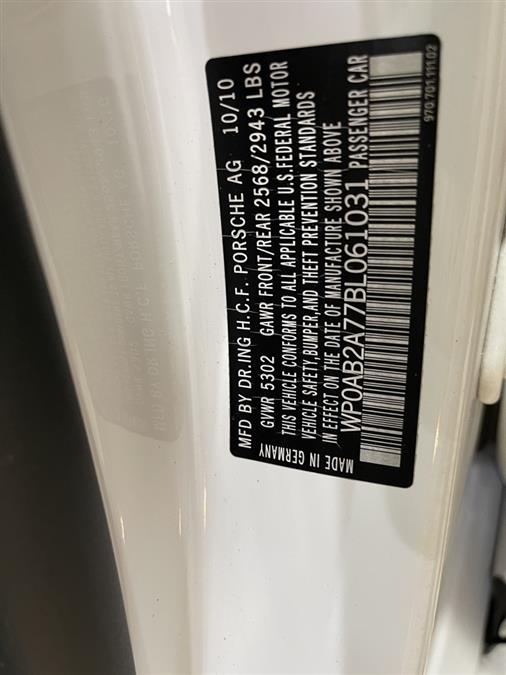 MFD BY DR.ING H.C.F. PORSCHE AG 10/10
GVWR 5302 GAWR FRONT/REAR 2568/2943 LBS
THIS VEHICLE CONFORMS TO ALL APPLICABLE U.S.FEDERAL MOTOR
VEHICLE SAFETY,BUMPER,AND THEFT PREVENTION STANDARDS
IN EFFECT ON THE DATE OF MANUFACTURE SHOWN ABOVE
WP0AB2A77BL061031 PASSENGER CAR
MADE IN GERMANY
970.701.111.02